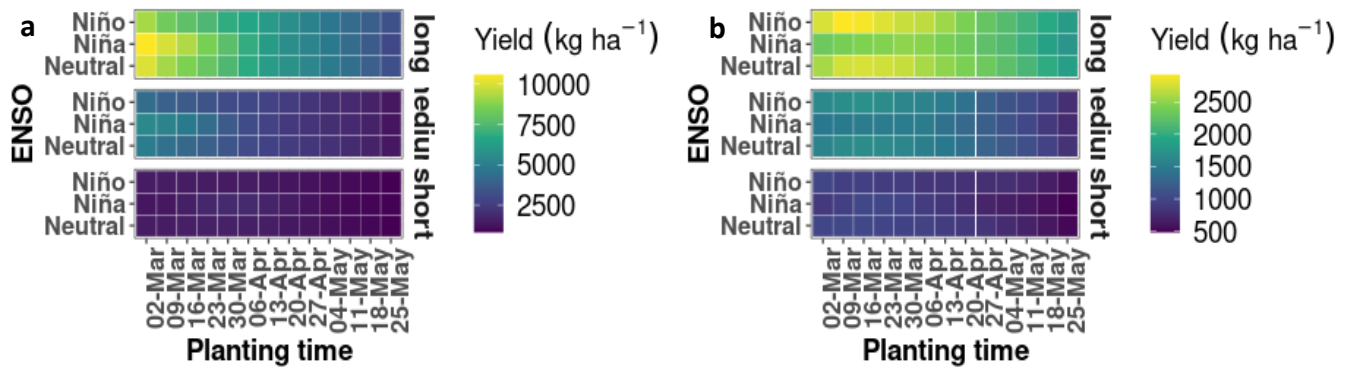 a
ENSO
Niño
Niña
Neutral
long
Niño
Niña
Neutral
Niño
Niña
Neutral
short
02-Mar
09-Mar
16-Mar
23-Mar
30-Mar
06-Apr
13-Apr
20-Apr
27-Apr
04-May
11-May
18-May
25-May
Planting time
Yield (kg ha⁻¹)
10000
7500
5000
2500
b
ENSO
Niño
Niña
Neutral
long
Niño
Niña
Neutral
Niño
Niña
Neutral
short
02-Mar
09-Mar
16-Mar
23-Mar
30-Mar
06-Apr
13-Apr
20-Apr
27-Apr
04-May
11-May
18-May
25-May
Planting time
Yield (kg ha⁻¹)
2500
2000
1500
1000
500